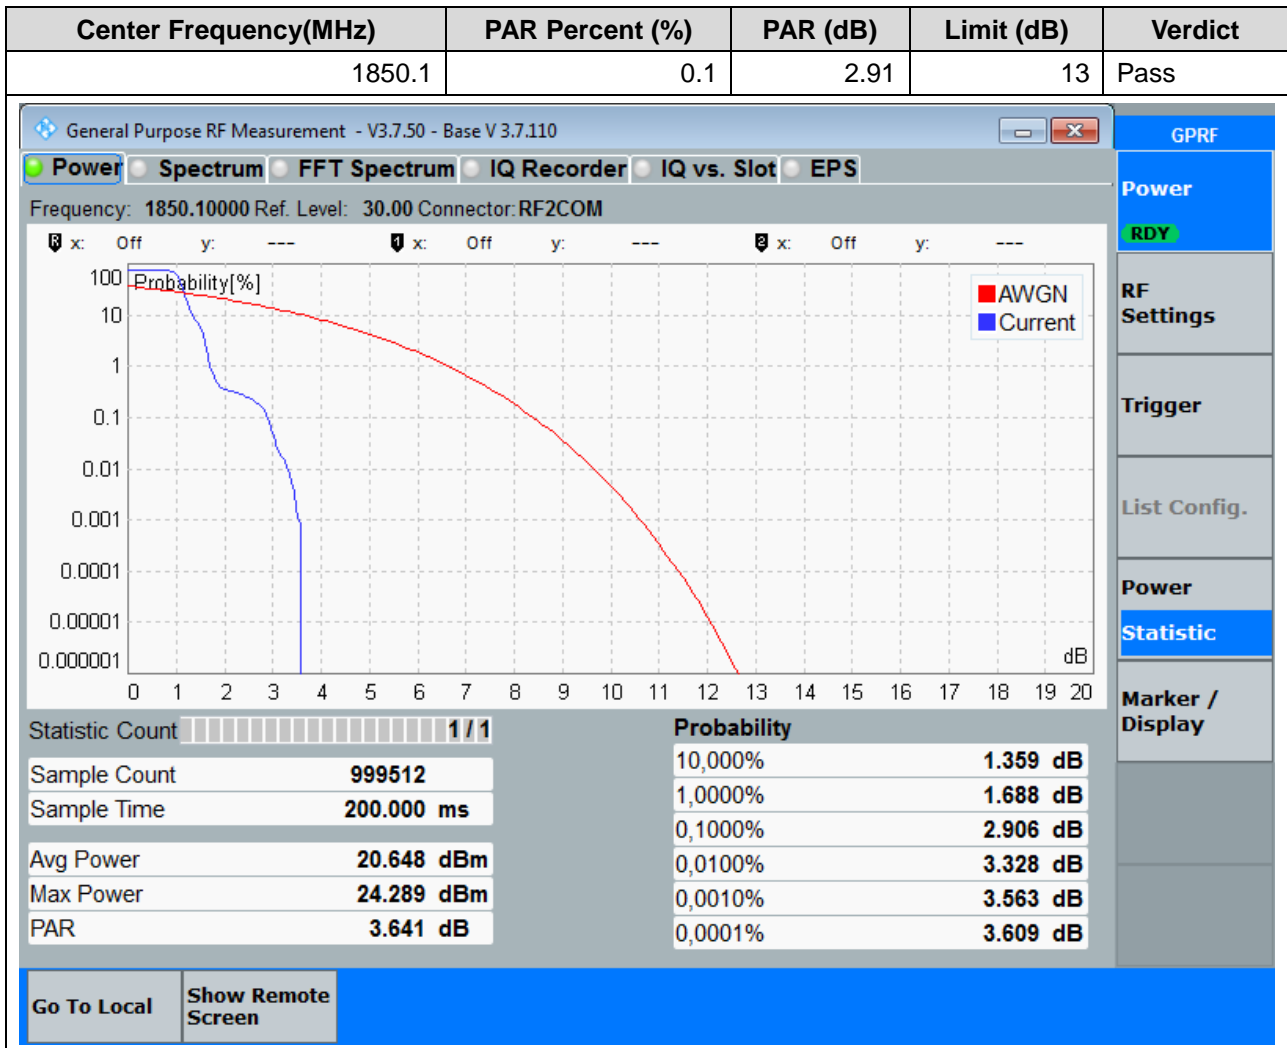 Center Frequency(MHz) PAR Percent (%) PAR (dB) Limit (dB) Verdict
1850.1 0.1 2.91 13 Pass
General Purpose RF Measurement - V3.7.50 - Base V 3.7.110
GPRF
Power Spectrum FFT Spectrum IQ Recorder IQ vs. Slot EPS
Frequency: 1850.10000 Ref. Level: 30.00 Connector: RF2COM
R x: Off y: --- 1 x: Off y: --- 2 x: Off y: ---
Probability[%]
100
10
1
0.1
0.01
0.001
0.0001
0.00001
0.000001
AWGN
Current
dB
0 1 2 3 4 5 6 7 8 9 10 11 12 13 14 15 16 17 18 19 20
Statistic Count 1 / 1
Sample Count 999512
Sample Time 200.000 ms
Avg Power 20.648 dBm
Max Power 24.289 dBm
PAR 3.641 dB
Probability
10,000% 1.359 dB
1,0000% 1.688 dB
0,1000% 2.906 dB
0,0100% 3.328 dB
0,0010% 3.563 dB
0,0001% 3.609 dB
Power
RDY
RF
Settings
Trigger
List Config.
Power
Statistic
Marker /
Display
Go To Local
Show Remote
Screen